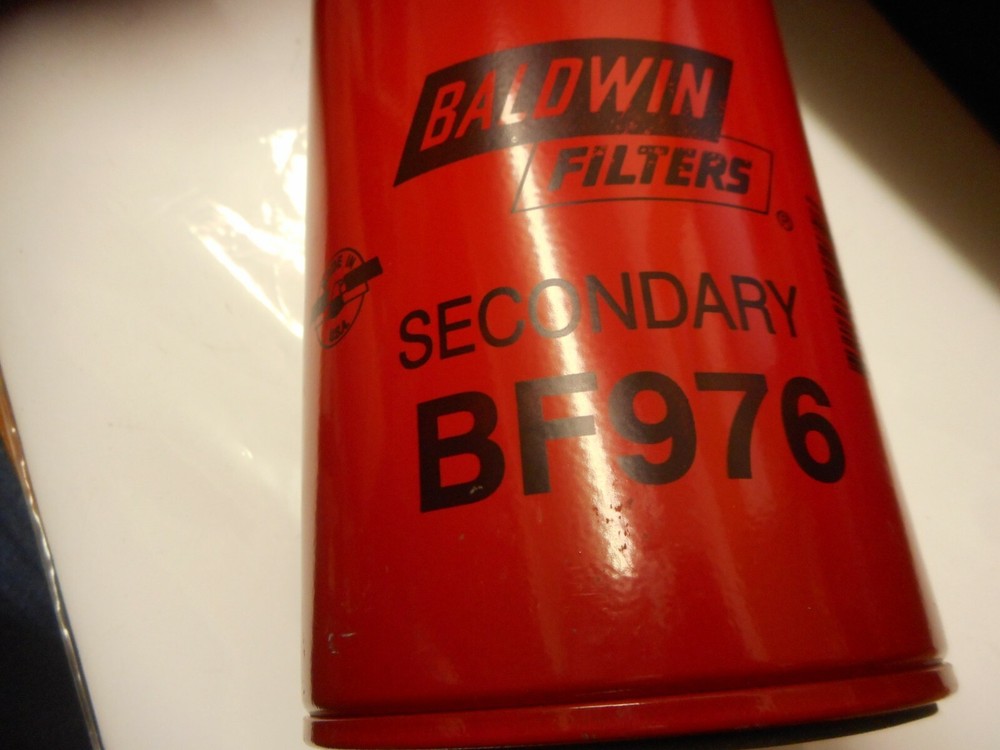 BALDWIN
FILTERS
®
SECONDARY
BF976
U.S.A.